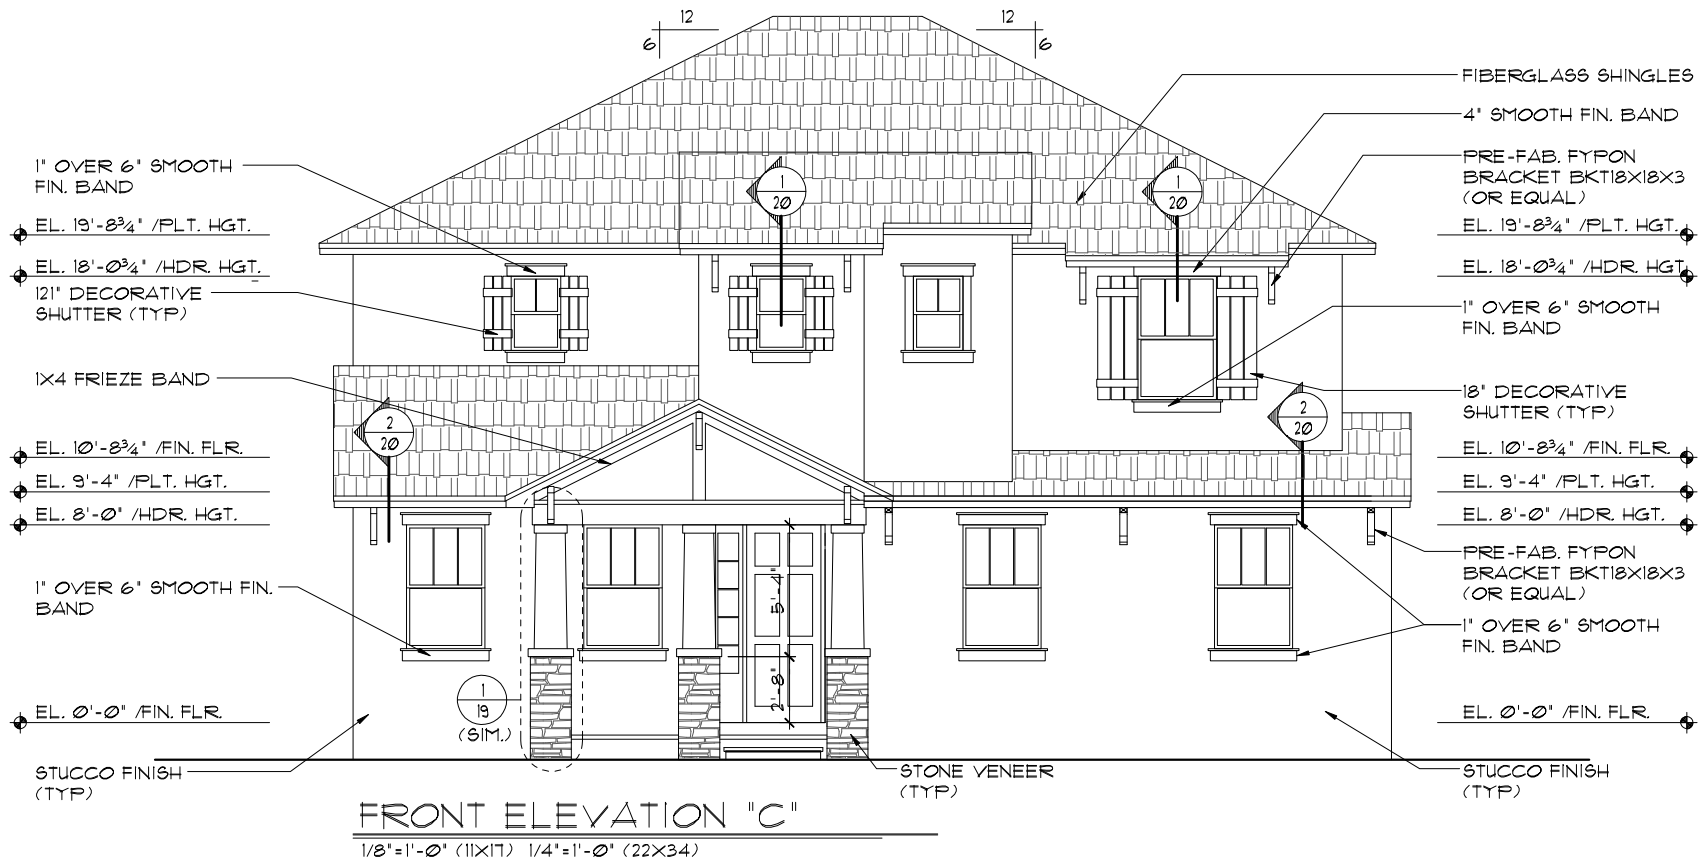 12
6
12
6
FIBERGLASS SHINGLES
4" SMOOTH FIN. BAND
PRE-FAB. FYPON
BRACKET BKT18X18X3
(OR EQUAL)
EL. 19'-8¾" /PLT. HGT.
EL. 18'-0¾" /HDR. HGT.
1" OVER 6" SMOOTH
FIN. BAND
18" DECORATIVE
SHUTTER (TYP)
EL. 10'-8¾" /FIN. FLR.
EL. 9'-4" /PLT. HGT.
EL. 8'-0" /HDR. HGT.
PRE-FAB. FYPON
BRACKET BKT18X18X3
(OR EQUAL)
1" OVER 6" SMOOTH
FIN. BAND
EL. 0'-0" /FIN. FLR.
STUCCO FINISH
(TYP)
1" OVER 6" SMOOTH
FIN. BAND
EL. 19'-8¾" /PLT. HGT.
EL. 18'-0¾" /HDR. HGT.
121" DECORATIVE
SHUTTER (TYP)
1X4 FRIEZE BAND
EL. 10'-8¾" /FIN. FLR.
EL. 9'-4" /PLT. HGT.
EL. 8'-0" /HDR. HGT.
1" OVER 6" SMOOTH FIN.
BAND
EL. 0'-0" /FIN. FLR.
STUCCO FINISH
(TYP)
1
20
1
20
2
20
2
20
5'-4"
2'-8"
1
19
(SIM.)
STONE VENEER
(TYP)
FRONT ELEVATION "C"
1/8"=1'-0" (11X17) 1/4"=1'-0" (22X34)